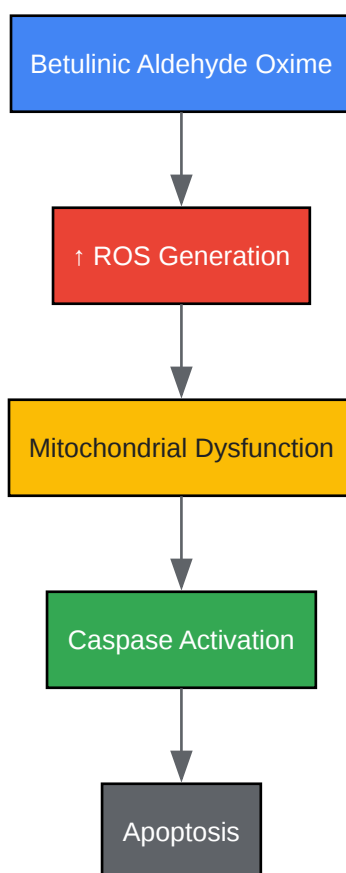 Betulinic Aldehyde Oxime
↑ ROS Generation
Mitochondrial Dysfunction
Caspase Activation
Apoptosis